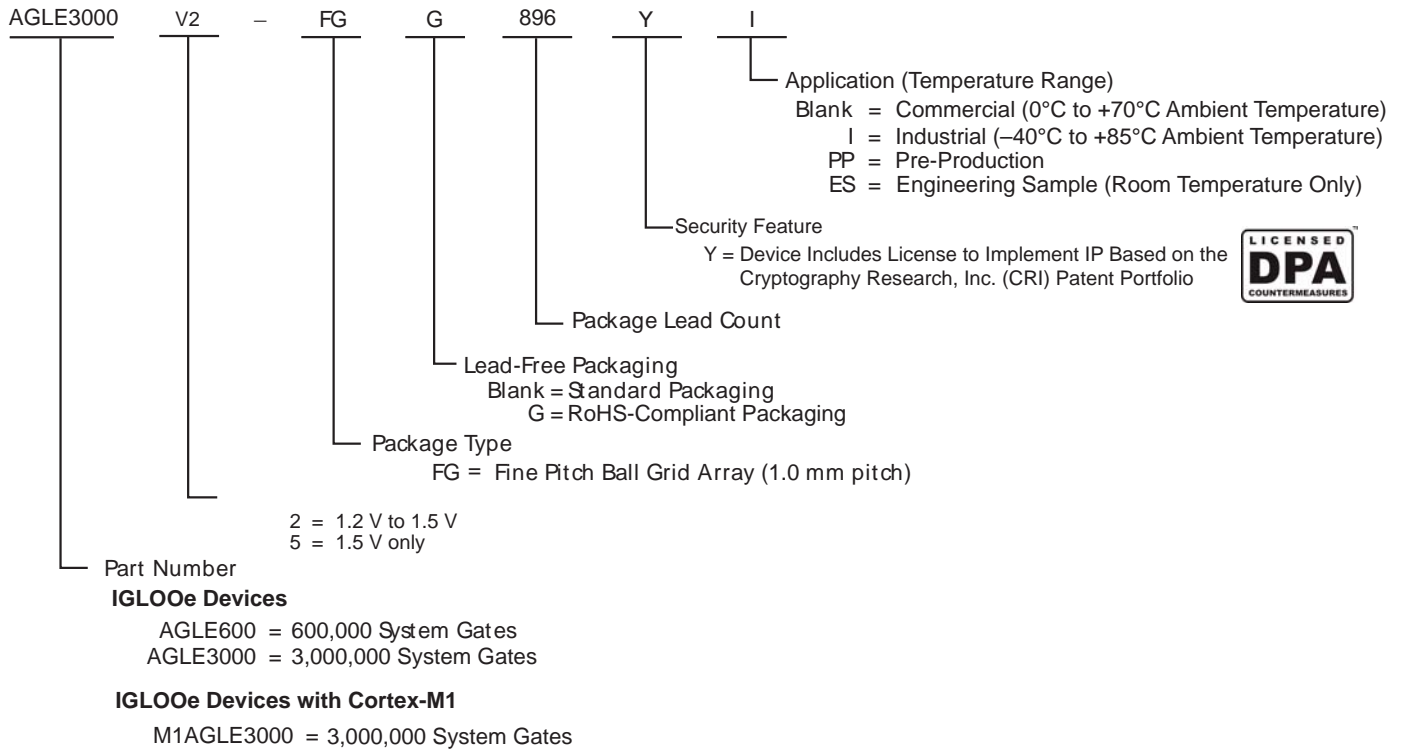 AGLE3000 V2 – FG G 896 Y I
Application (Temperature Range)
Blank = Commercial (0°C to +70°C Ambient Temperature)
I = Industrial (–40°C to +85°C Ambient Temperature)
PP = Pre-Production
ES = Engineering Sample (Room Temperature Only)
Security Feature
Y = Device Includes License to Implement IP Based on the
Cryptography Research, Inc. (CRI) Patent Portfolio
LICENSED™
DPA
COUNTERMEASURES
Package Lead Count
Lead-Free Packaging
Blank = Standard Packaging
G = RoHS-Compliant Packaging
Package Type
FG = Fine Pitch Ball Grid Array (1.0 mm pitch)
2 = 1.2 V to 1.5 V
5 = 1.5 V only
Part Number
IGLOOe Devices
AGLE600 = 600,000 System Gates
AGLE3000 = 3,000,000 System Gates
IGLOOe Devices with Cortex-M1
M1AGLE3000 = 3,000,000 System Gates